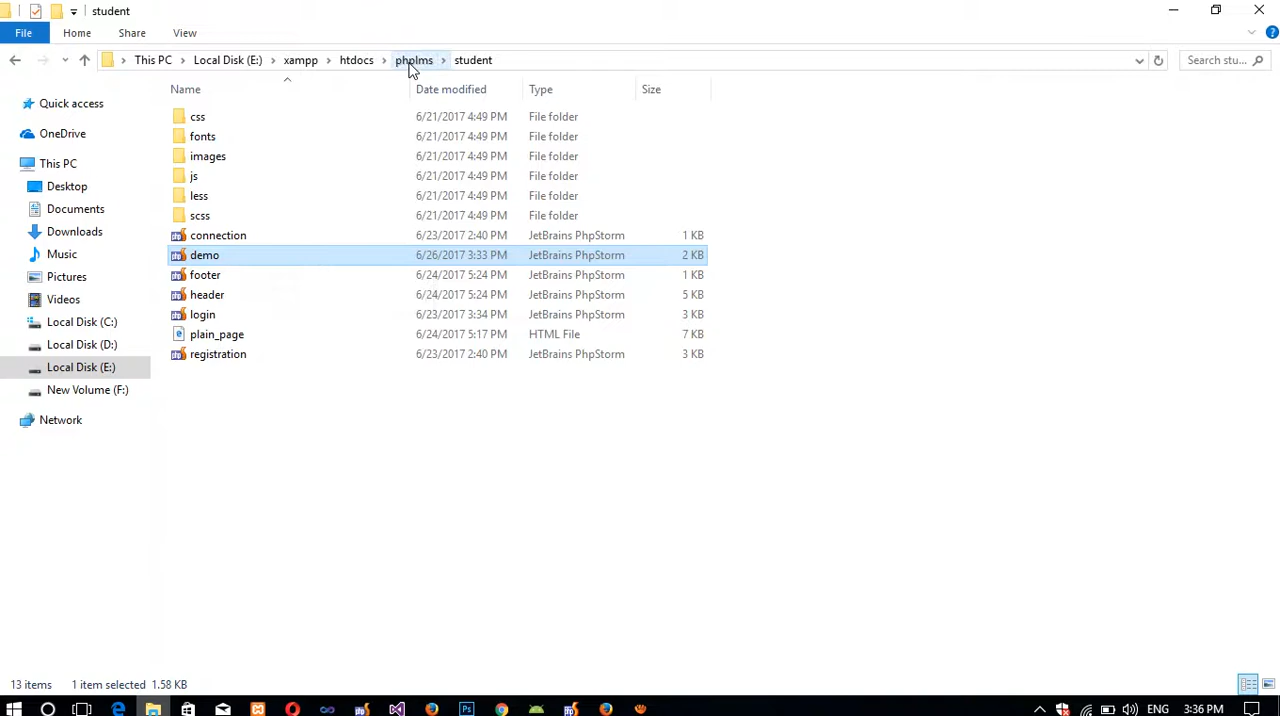 student
File Home Share View
This PC Local Disk (E:) xampp htdocs phplms student Search stu...
Name Date modified Type Size
Quick access
OneDrive
This PC
Desktop
Documents
Downloads
Music
Pictures
Videos
Local Disk (C:)
Local Disk (D:)
Local Disk (E:)
New Volume (F:)
Network
css 6/21/2017 4:49 PM File folder
fonts 6/21/2017 4:49 PM File folder
images 6/21/2017 4:49 PM File folder
js 6/21/2017 4:49 PM File folder
less 6/21/2017 4:49 PM File folder
scss 6/21/2017 4:49 PM File folder
connection 6/23/2017 2:40 PM JetBrains PhpStorm 1 KB
demo 6/26/2017 3:33 PM JetBrains PhpStorm 2 KB
footer 6/24/2017 5:24 PM JetBrains PhpStorm 1 KB
header 6/24/2017 5:24 PM JetBrains PhpStorm 5 KB
login 6/23/2017 3:34 PM JetBrains PhpStorm 3 KB
plain_page 6/24/2017 5:17 PM HTML File 7 KB
registration 6/23/2017 2:40 PM JetBrains PhpStorm 3 KB
13 items 1 item selected 1.58 KB
ENG 3:36 PM